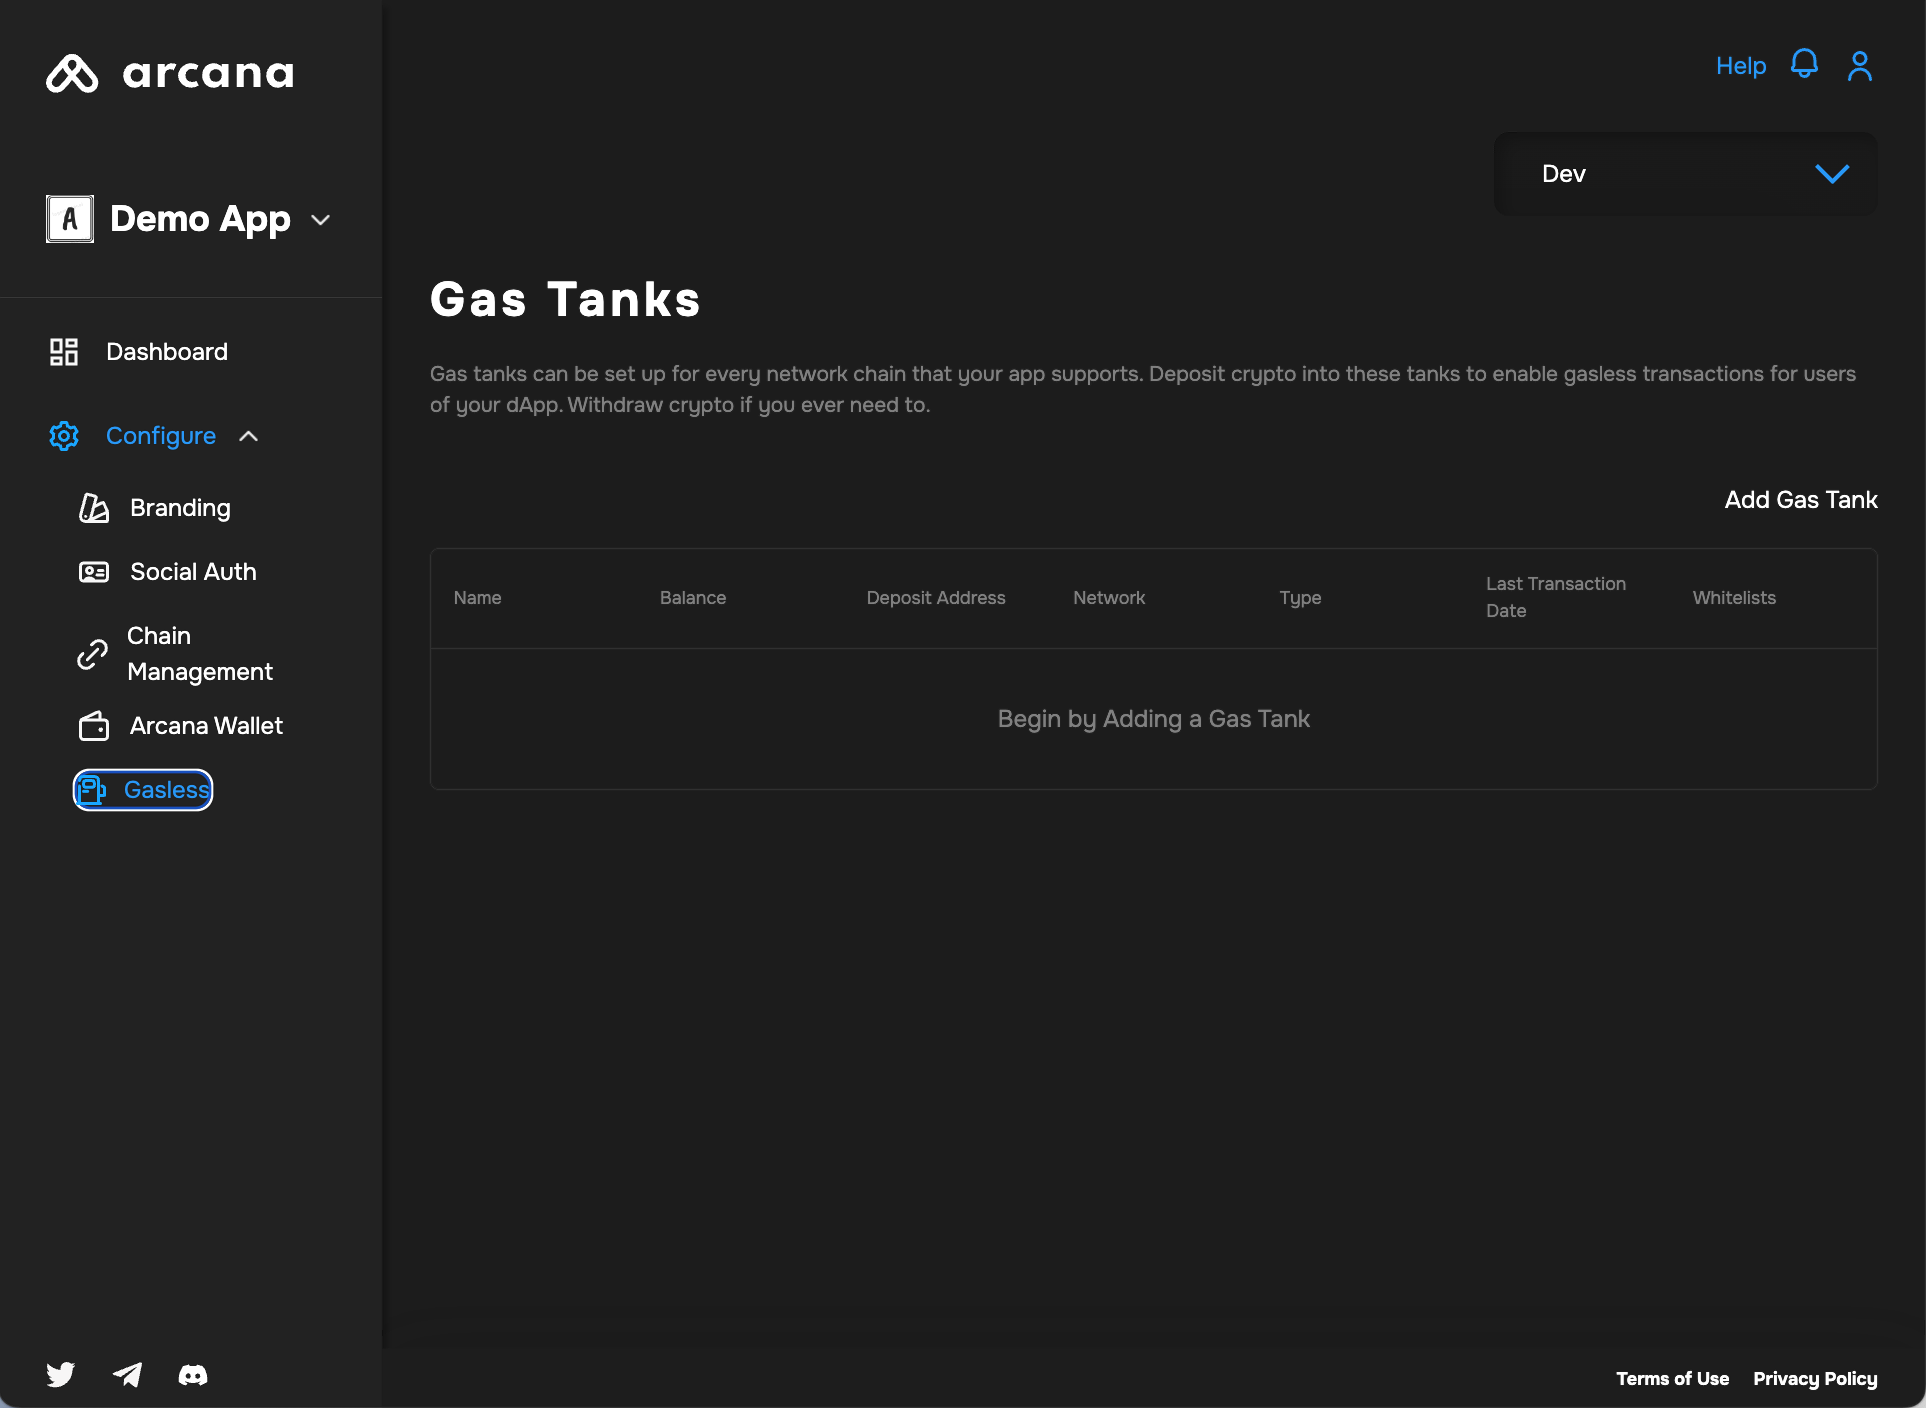 arcana
Help
Dev
A Demo App
Gas Tanks
Dashboard
Gas tanks can be set up for every network chain that your app supports. Deposit crypto into these tanks to enable gasless transactions for users
of your dApp. Withdraw crypto if you ever need to.
Configure
Branding
Add Gas Tank
Social Auth
Name Balance Deposit Address Network Type Last Transaction Date Whitelists
Chain
Management
Begin by Adding a Gas Tank
Arcana Wallet
Gasless
Terms of Use Privacy Policy